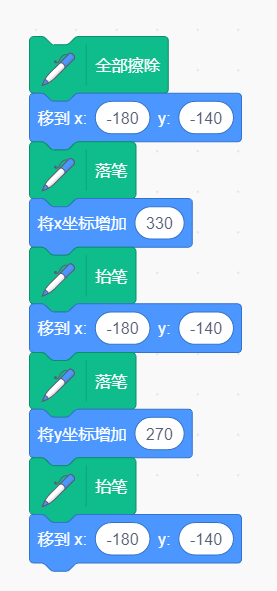 全部擦除
移到 x: -180 y: -140
落笔
将x坐标增加 330
抬笔
移到 x: -180 y: -140
落笔
将y坐标增加 270
抬笔
移到 x: -180 y: -140